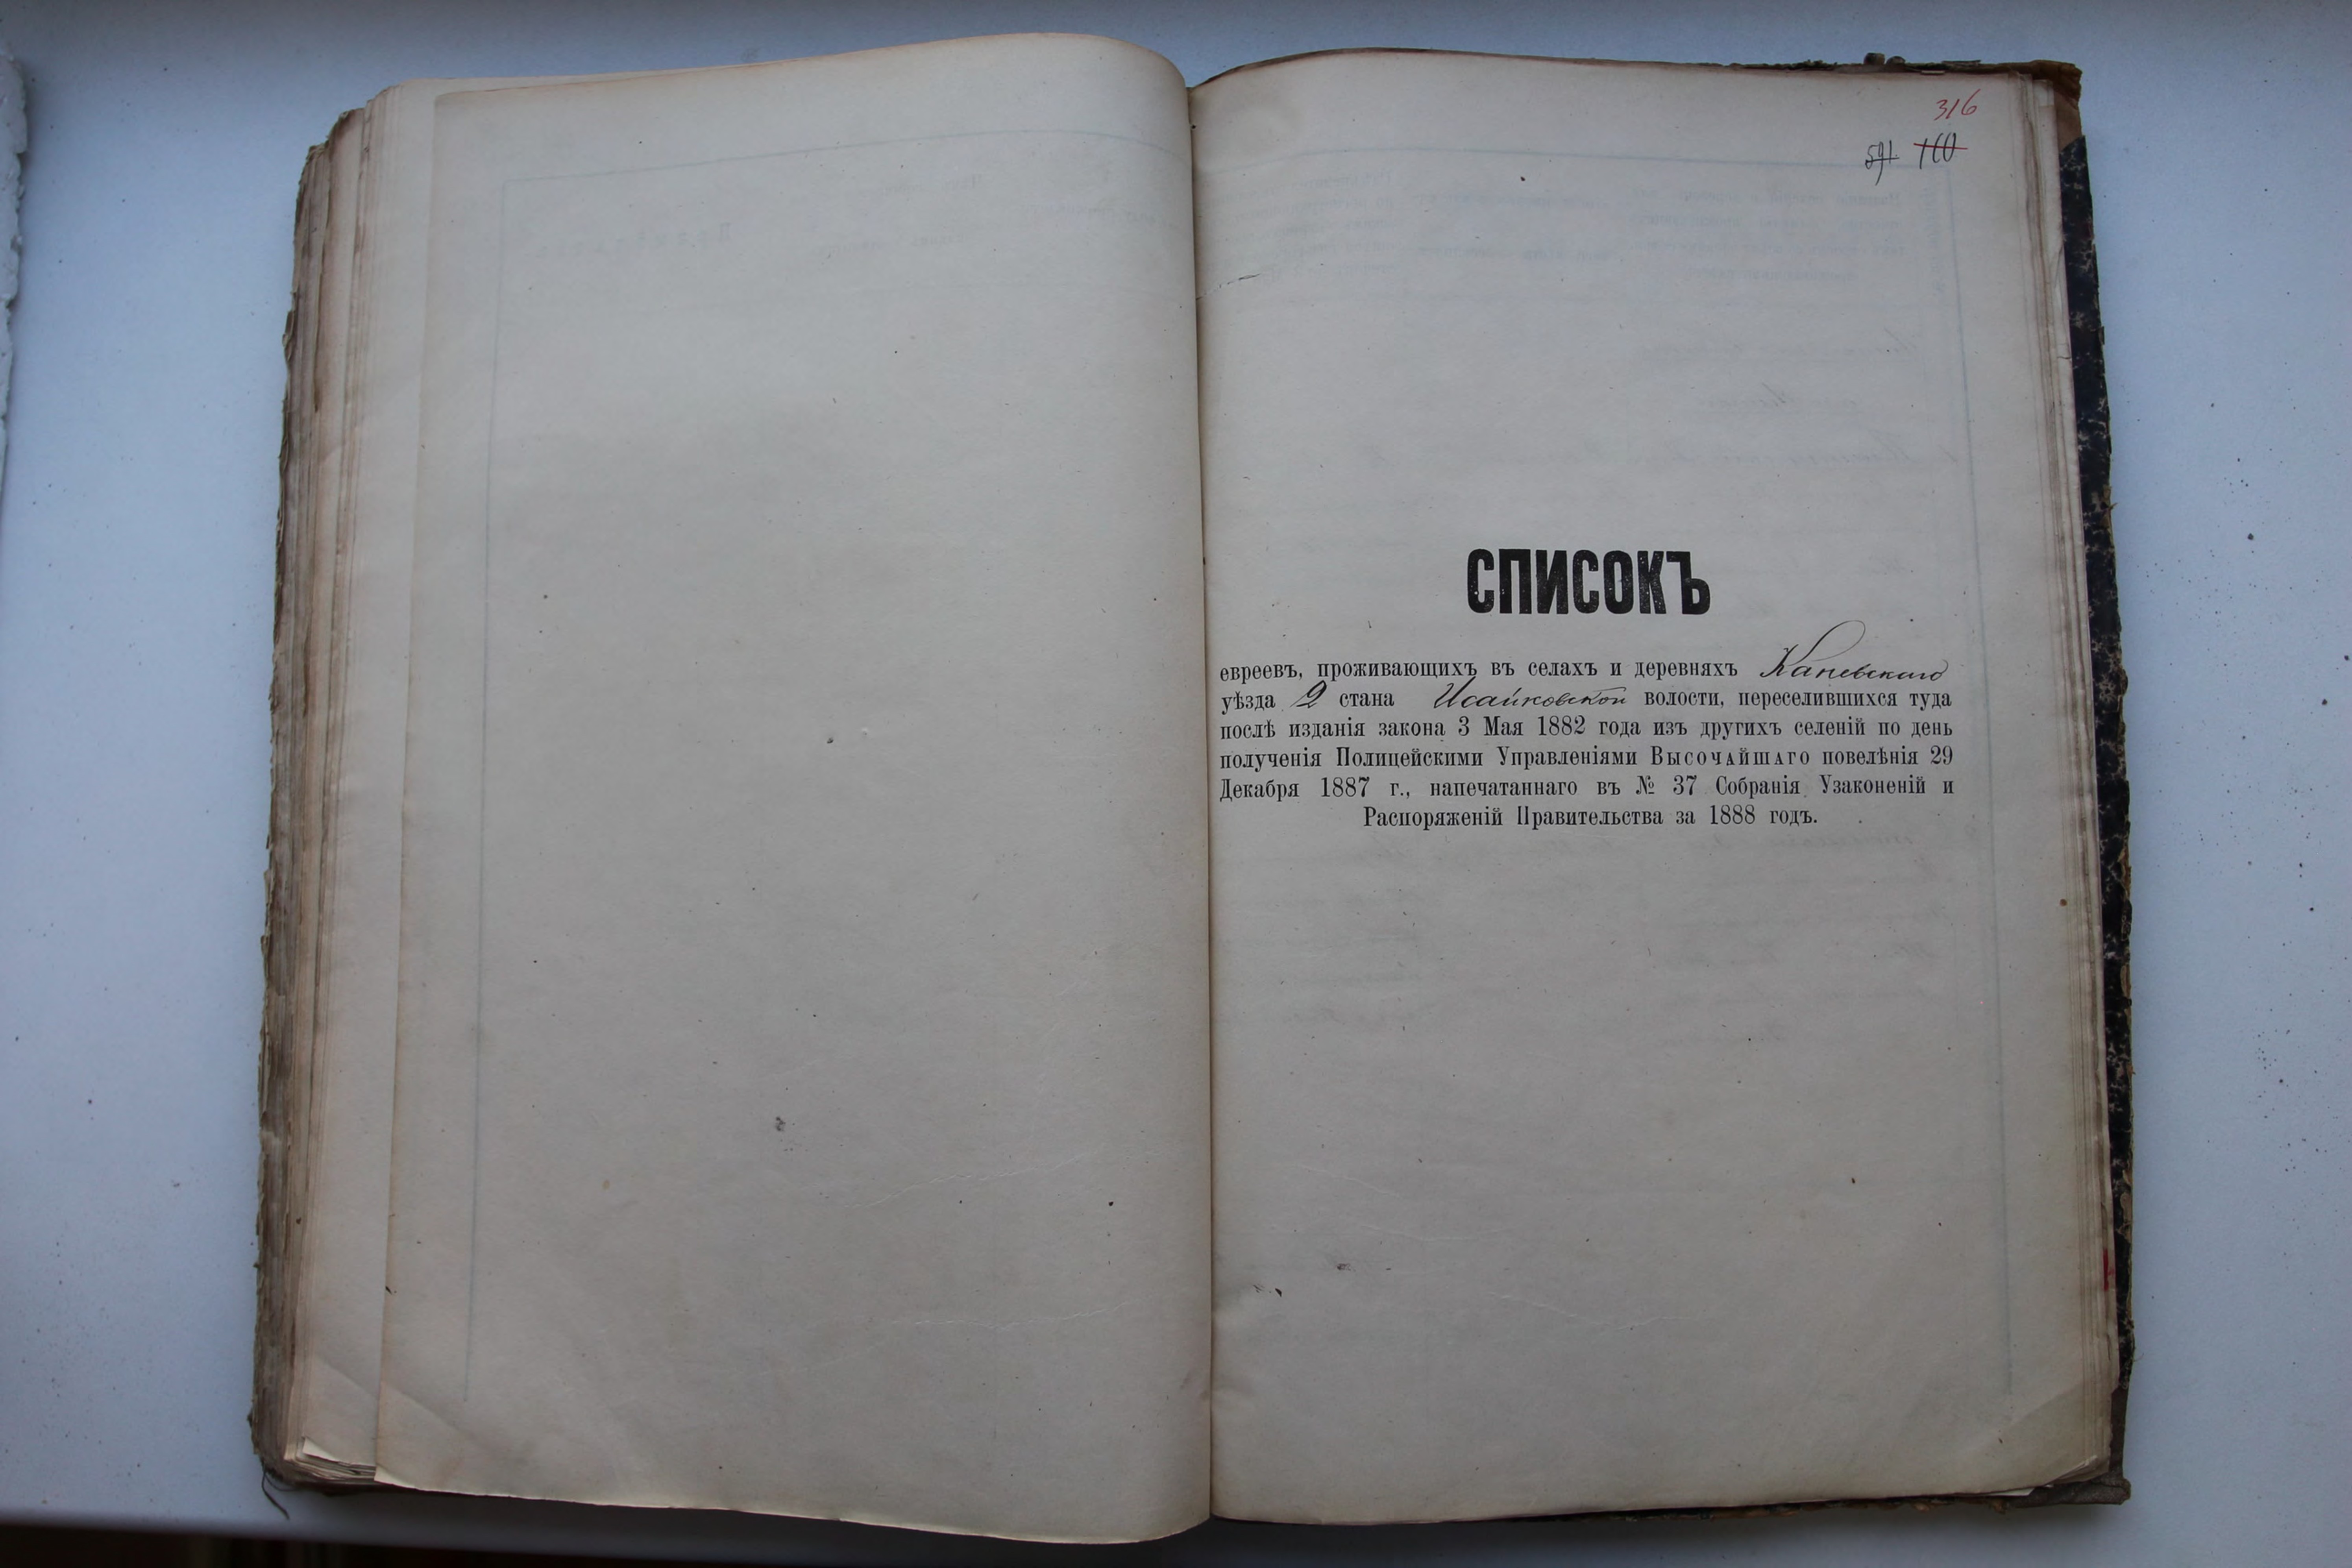 316
591 160
СПИСОКЪ
евреевъ, проживающихъ въ селахъ и деревняхъ Каневскаго
уѣзда 2 стана Исайковской волости, переселившихся туда
послѣ изданія закона 3 Мая 1882 года изъ другихъ селеній по день
полученія Полицейскими Управленіями Высочайшаго повелѣнія 29
Декабря 1887 г., напечатаннаго въ № 37 Собранія Узаконеній и
Распоряженій Правительства за 1888 годъ.